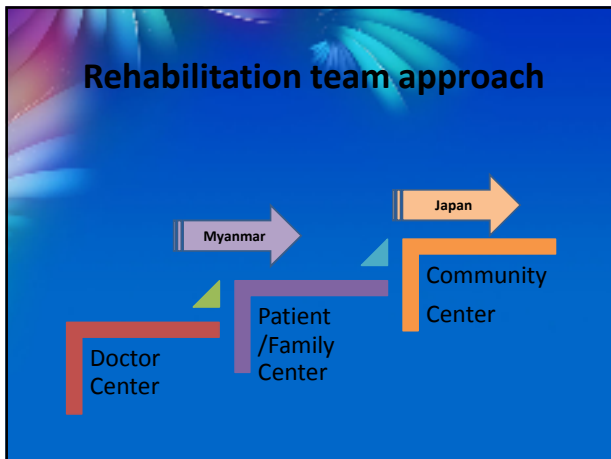 Rehabilitation team approach
Japan
Myanmar
Community
Center
Patient
/Family
Center
Doctor
Center